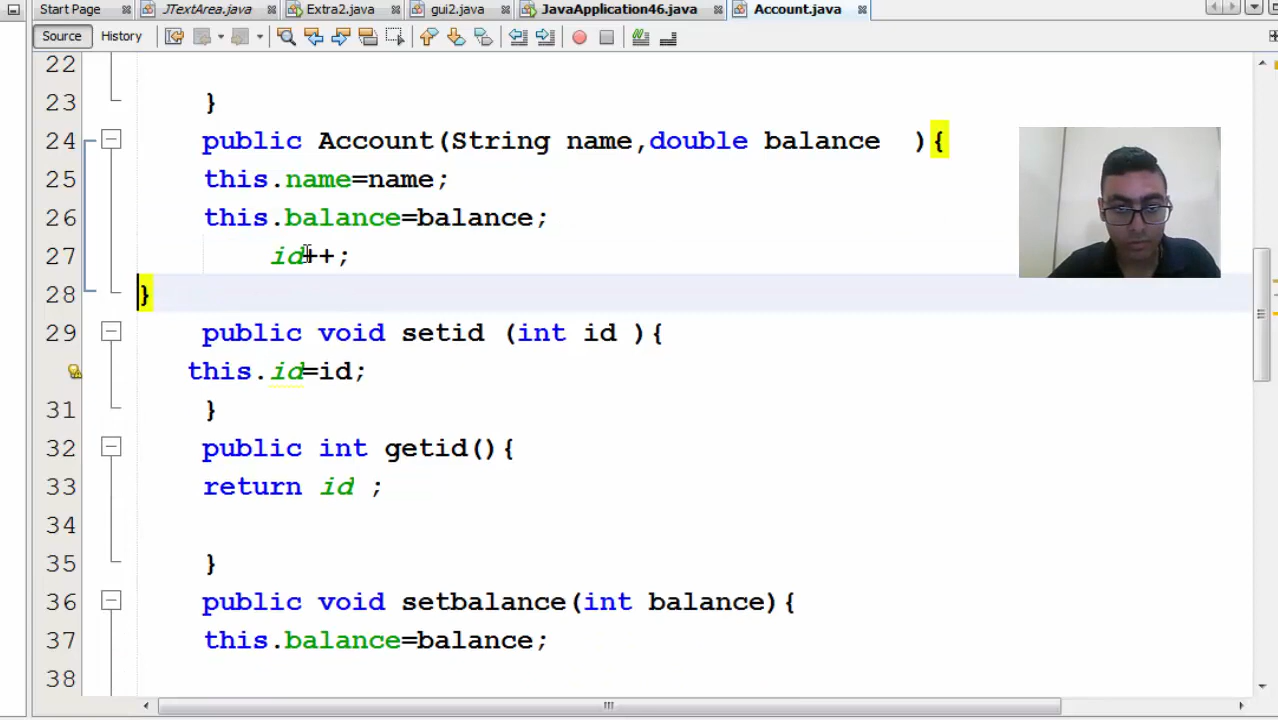 Start Page JTextArea.java Extra2.java gui2.java JavaApplication46.java Account.java
Source History
22
23 }
24 public Account(String name,double balance ){
25 this.name=name;
26 this.balance=balance;
27 id++;
28 }
29 public void setid (int id ){
this.id=id;
31 }
32 public int getid(){
33 return id ;
34
35 }
36 public void setbalance(int balance){
37 this.balance=balance;
38